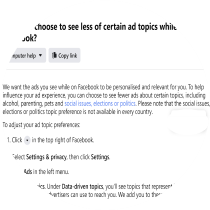 choose to see less of certain ad topics while
ook?
mputer help
Copy link
We want the ads you see while on Facebook to be personalised and relevant for you. To help
influence your ad experience, you can choose to see fewer ads about certain topics, including
alcohol, parenting, pets and social issues, elections or politics. Please note that the social issues,
elections or politics topic preference is not available in every country.
To adjust your ad topic preferences:
1. Click in the top right of Facebook.
Select Settings & privacy, then click Settings.
Ads in the left menu.
Under Data-driven topics, you'll see topics that represent
vertisers can use to reach you. We add you to the